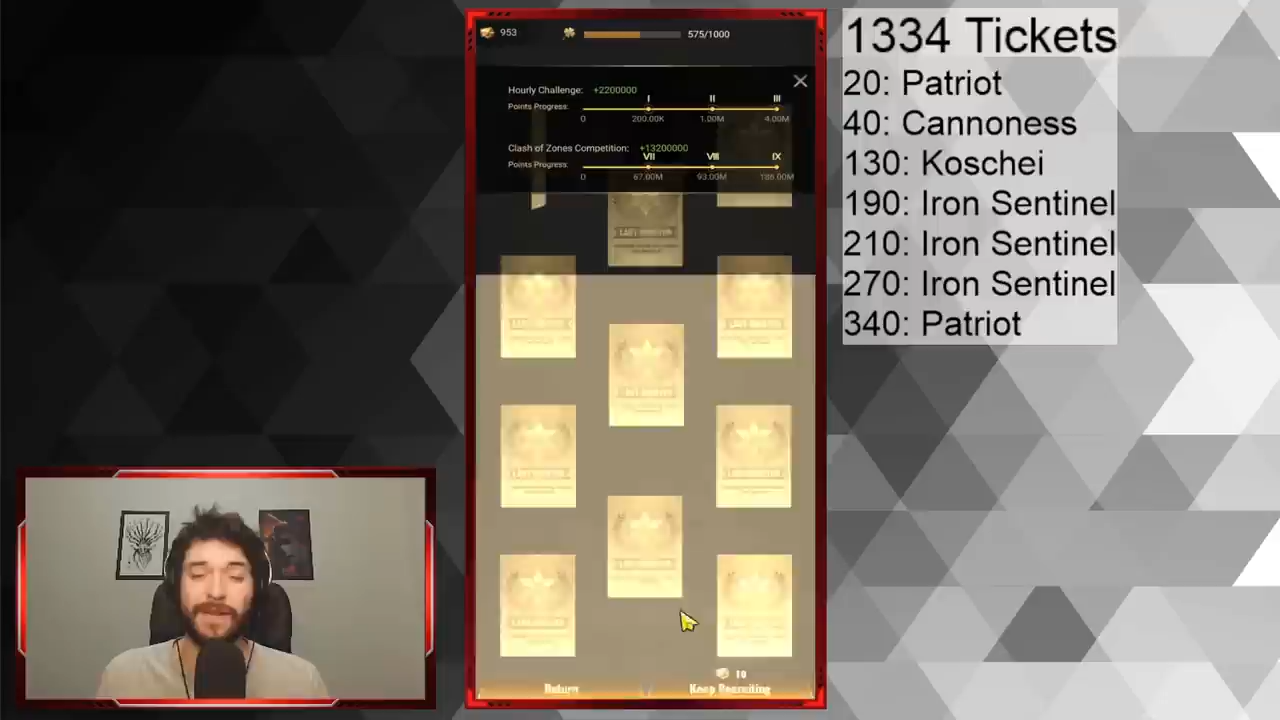 953
575/1000
Hourly Challenge: +2200000
Points Progress:
I II III
0 200.00K 1.00M 4.00M
Clash of Zones Competition: +13200000
Points Progress:
VII VIII IX
0 67.00M 93.00M 186.00M
10
Return
Keep Recruiting
1334 Tickets
20: Patriot
40: Cannoness
130: Koschei
190: Iron Sentinel
210: Iron Sentinel
270: Iron Sentinel
340: Patriot